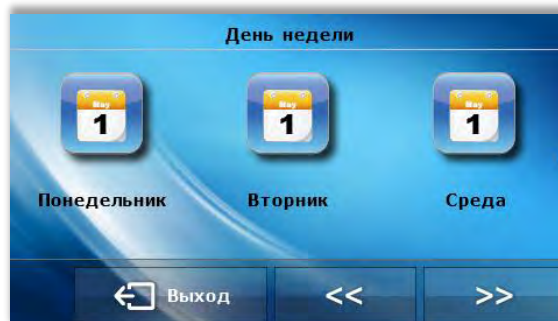 День недели
May May May
1 1 1
Понедельник Вторник Среда
Выход << >>